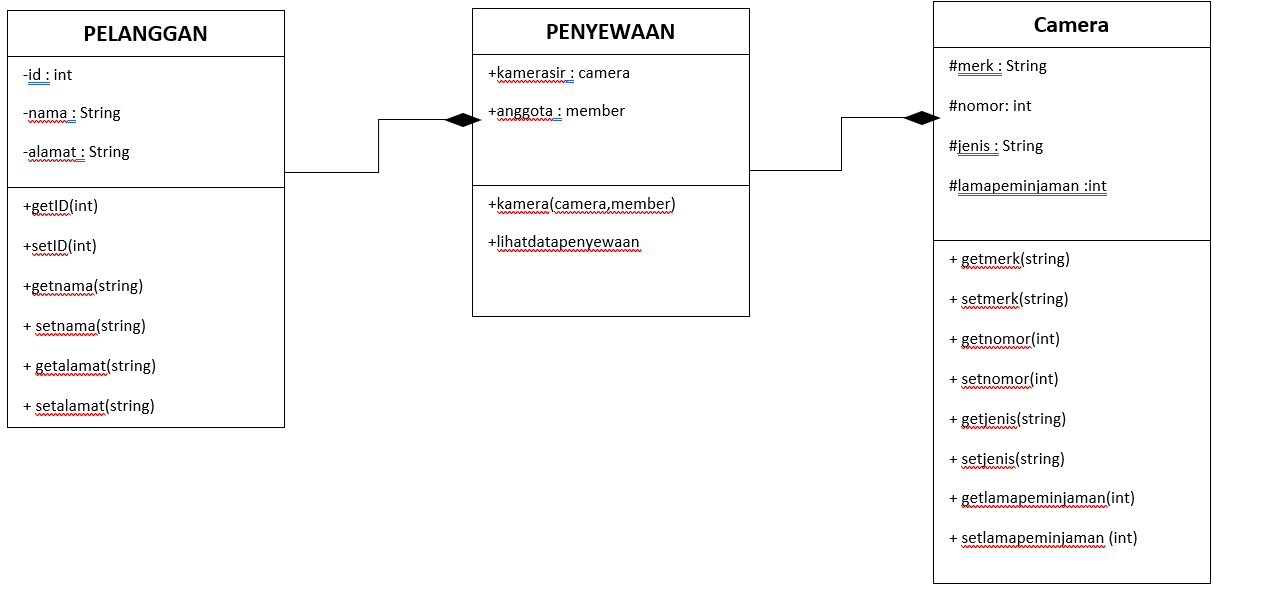 PELANGGAN
-id : int
-nama : String
-alamat : String
+getID(int)
+setID(int)
+getnama(string)
+ setnama(string)
+ getalamat(string)
+ setalamat(string)
PENYEWAAN
+kamerasir : camera
+anggota : member
+kamera(camera,member)
+lihatdatapenyewaan
Camera
#merk : String
#nomor: int
#jenis : String
#lamapeminjaman :int
+ getmerk(string)
+ setmerk(string)
+ getnomor(int)
+ setnomor(int)
+ getjenis(string)
+ setjenis(string)
+ getlamapeminjaman(int)
+ setlamapeminjaman (int)